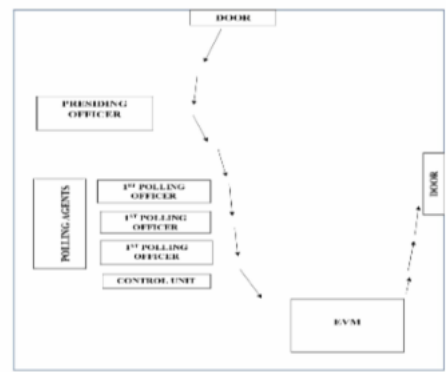 DOOR
PRESIDING
OFFICER
POLLING AGENTS
1ST POLLING
OFFICER
1ST POLLING
OFFICER
1ST POLLING
OFFICER
CONTROL UNIT
DOOR
EVM